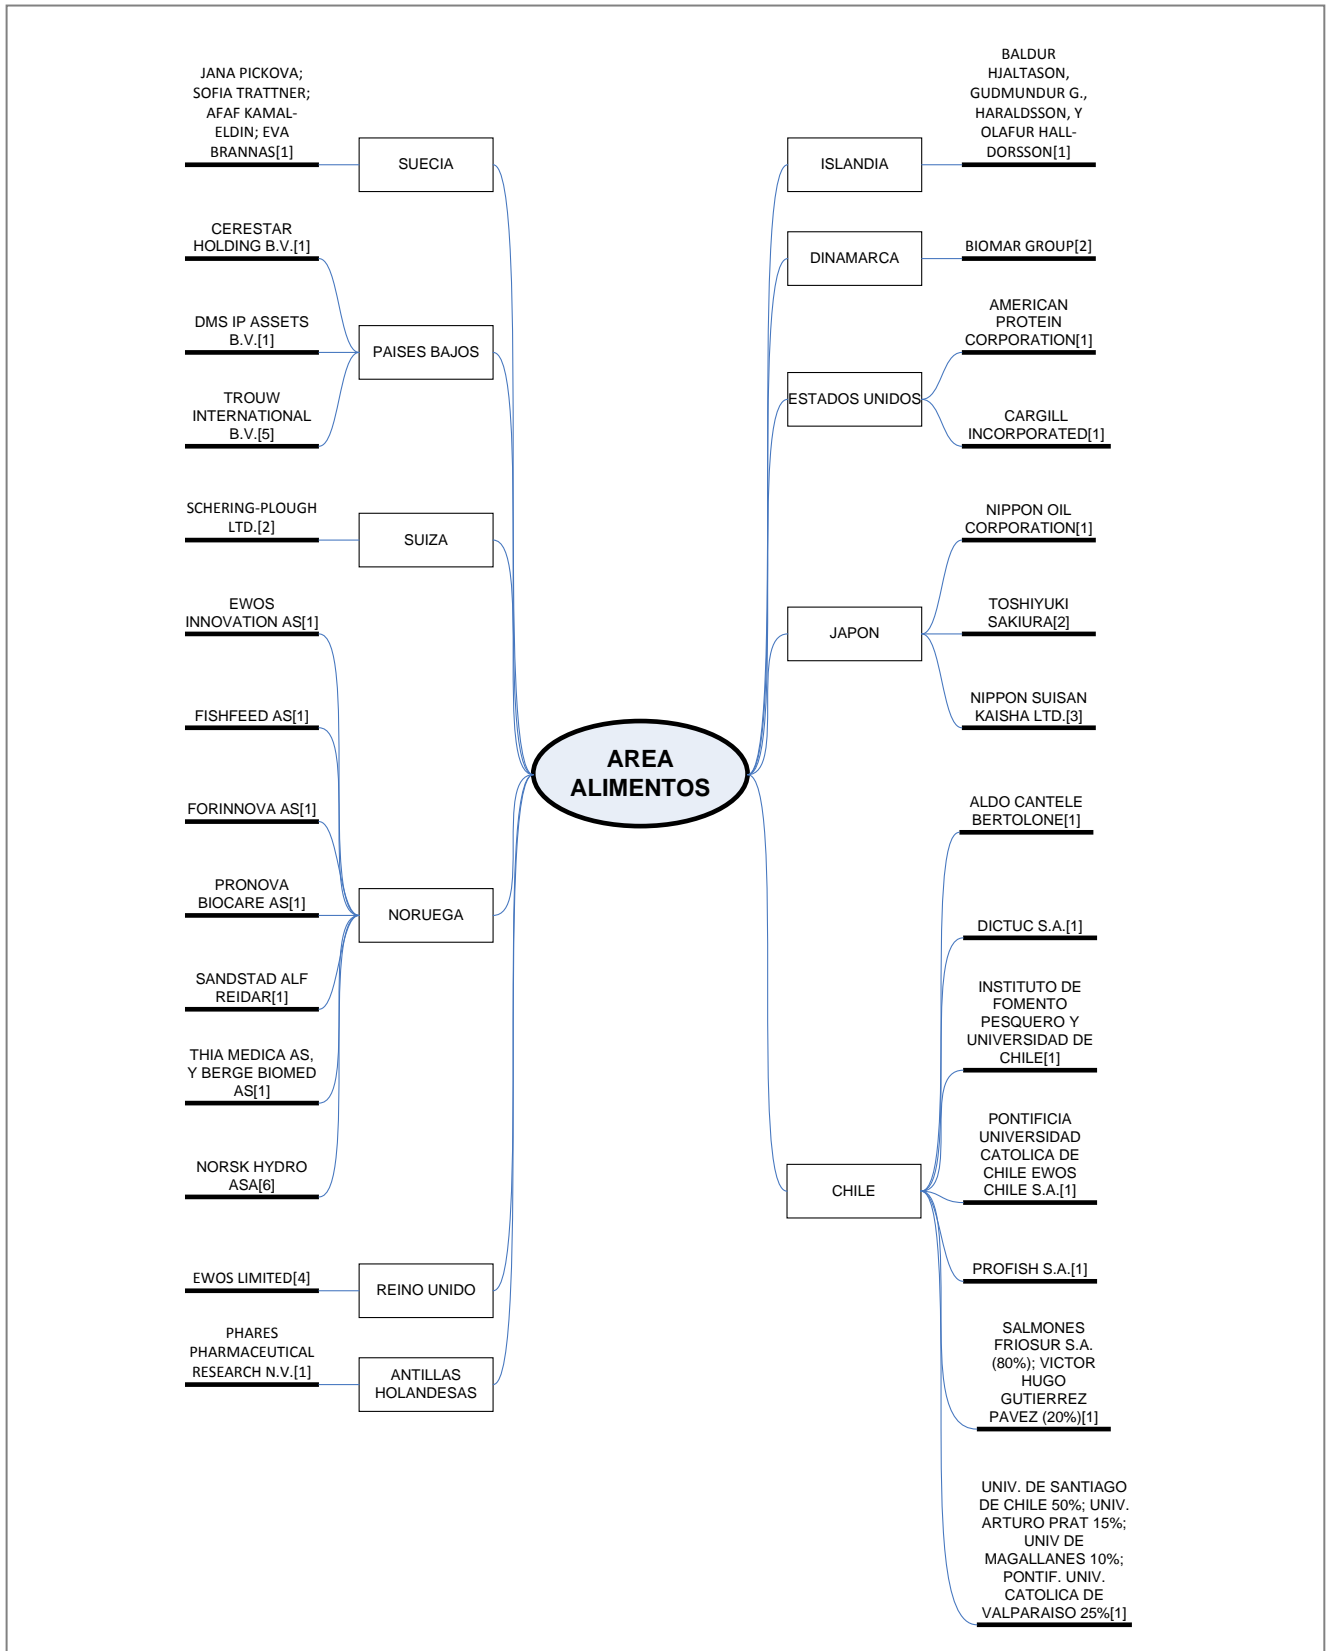 JANA PICKOVA;
SOFIA TRATTNER;
AFAF KAMAL-
ELDIN; EVA
BRANNAS[1]
SUECIA
CERESTAR
HOLDING B.V.[1]
DMS IP ASSETS
B.V.[1]
TROUW
INTERNATIONAL
B.V.[5]
PAISES BAJOS
SCHERING-PLOUGH
LTD.[2]
SUIZA
EWOS
INNOVATION AS[1]
FISHFEED AS[1]
FORINNOVA AS[1]
PRONOVA
BIOCARE AS[1]
SANDSTAD ALF
REIDAR[1]
THIA MEDICA AS,
Y BERGE BIOMED
AS[1]
NORSK HYDRO
ASA[6]
NORUEGA
EWOS LIMITED[4]
REINO UNIDO
PHARES
PHARMACEUTICAL
RESEARCH N.V.[1]
ANTILLAS
HOLANDESAS
AREA
ALIMENTOS
ISLANDIA
BALDUR
HJALTASON,
GUDMUNDUR G.,
HARALDSSON, Y
OLAFUR HALL-
DORSSON[1]
DINAMARCA
BIOMAR GROUP[2]
ESTADOS UNIDOS
AMERICAN
PROTEIN
CORPORATION[1]
CARGILL
INCORPORATED[1]
JAPON
NIPPON OIL
CORPORATION[1]
TOSHIYUKI
SAKIURA[2]
NIPPON SUISAN
KAISHA LTD.[3]
CHILE
ALDO CANTELE
BERTOLONE[1]
DICTUC S.A.[1]
INSTITUTO DE
FOMENTO
PESQUERO Y
UNIVERSIDAD DE
CHILE[1]
PONTIFICIA
UNIVERSIDAD
CATOLICA DE
CHILE EWOS
CHILE S.A.[1]
PROFISH S.A.[1]
SALMONES
FRIOSUR S.A.
(80%); VICTOR
HUGO
GUTIERREZ
PAVEZ (20%)[1]
UNIV. DE SANTIAGO
DE CHILE 50%; UNIV.
ARTURO PRAT 15%;
UNIV DE
MAGALLANES 10%;
PONTIF. UNIV.
CATOLICA DE
VALPARAISO 25%[1]